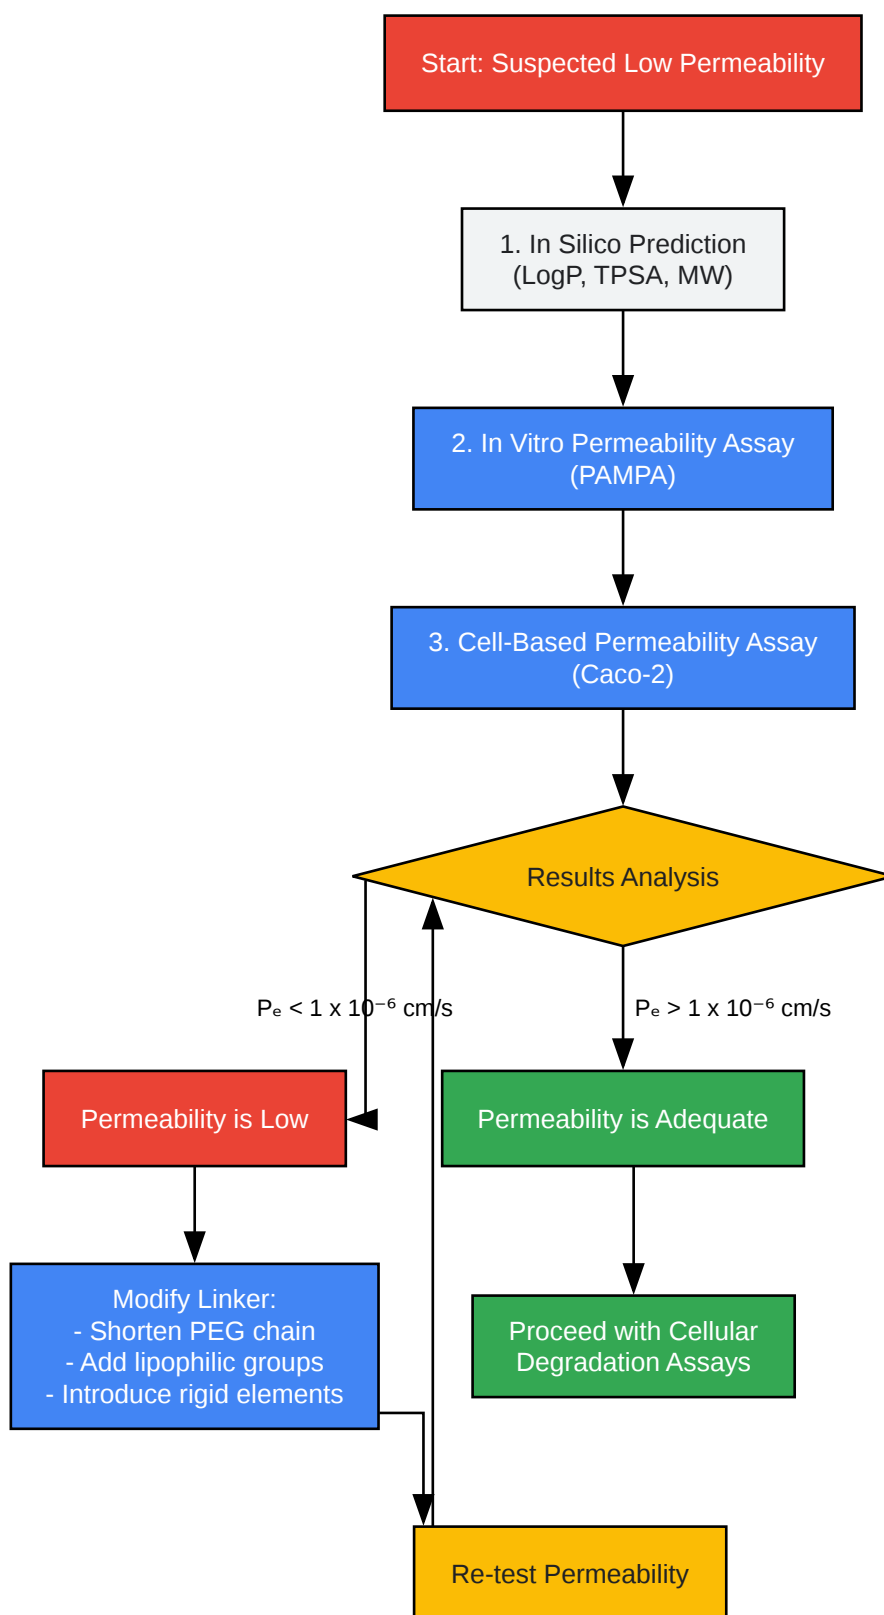 Start: Suspected Low Permeability
1. In Silico Prediction
(LogP, TPSA, MW)
2. In Vitro Permeability Assay
(PAMPA)
3. Cell-Based Permeability Assay
(Caco-2)
Results Analysis
Pₑ < 1 x 10⁻⁶ cm/s
Pₑ > 1 x 10⁻⁶ cm/s
Permeability is Low
Permeability is Adequate
Modify Linker:
- Shorten PEG chain
- Add lipophilic groups
- Introduce rigid elements
Proceed with Cellular
Degradation Assays
Re-test Permeability